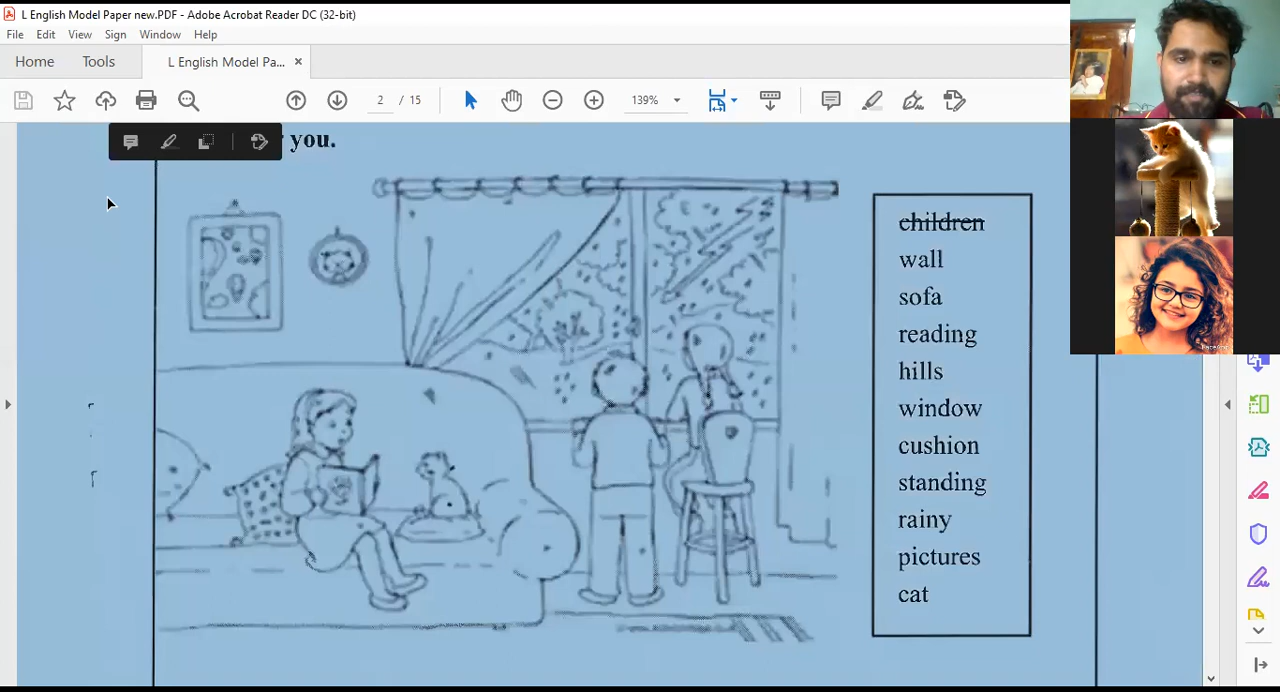 L English Model Paper new.PDF - Adobe Acrobat Reader DC (32-bit)
File Edit View Sign Window Help
Home Tools L English Model Pa... ×
2 / 15 139%
you.
children
wall
sofa
reading
hills
window
cushion
standing
rainy
pictures
cat